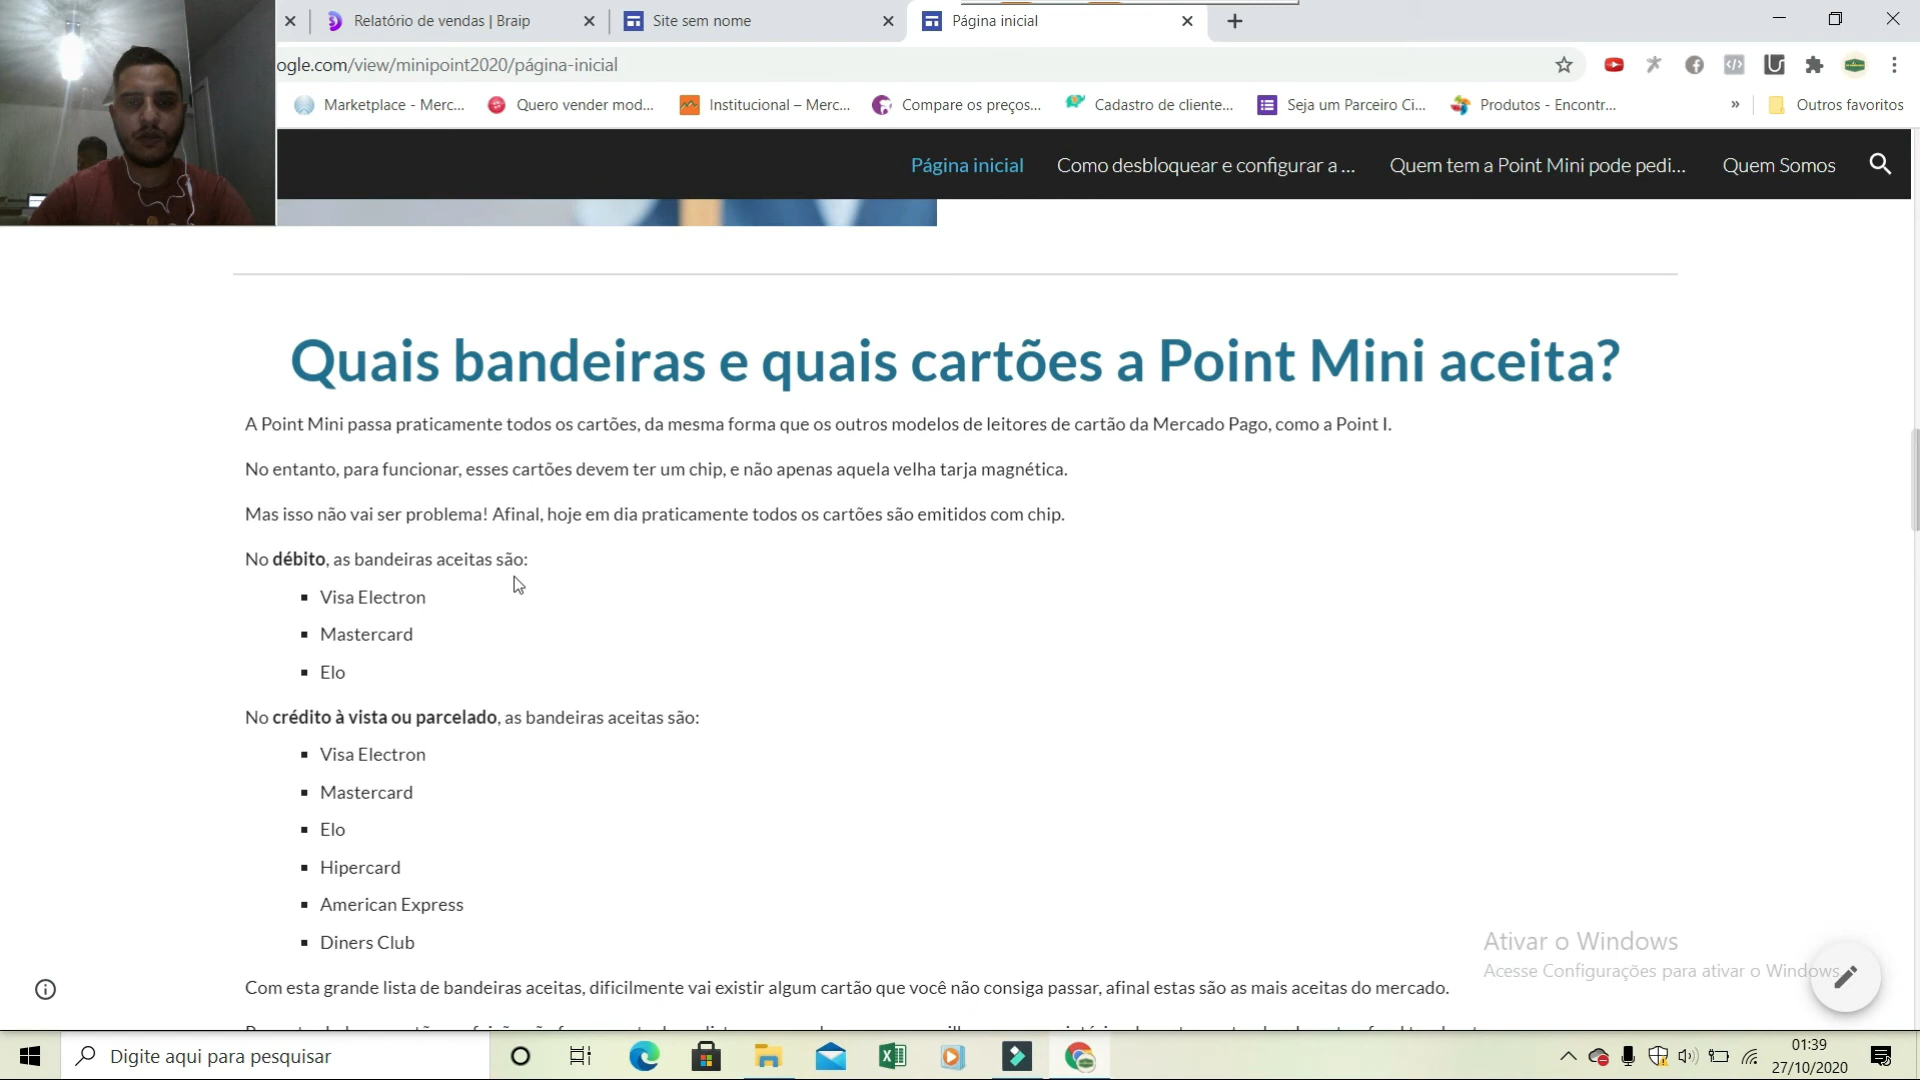 Relatório de vendas | Braip
Site sem nome
Página inicial
ogle.com/view/minipoint2020/página-inicial
Marketplace - Merc...
Quero vender mod...
Institucional – Merc...
Compare os preços...
Cadastro de cliente...
Seja um Parceiro Ci...
Produtos - Encontr...
»
Outros favoritos
Página inicial
Como desbloquear e configurar a ...
Quem tem a Point Mini pode pedi...
Quem Somos
Quais bandeiras e quais cartões a Point Mini aceita?
A Point Mini passa praticamente todos os cartões, da mesma forma que os outros modelos de leitores de cartão da Mercado Pago, como a Point I.
No entanto, para funcionar, esses cartões devem ter um chip, e não apenas aquela velha tarja magnética.
Mas isso não vai ser problema! Afinal, hoje em dia praticamente todos os cartões são emitidos com chip.
No débito, as bandeiras aceitas são:
Visa Electron
Mastercard
Elo
No crédito à vista ou parcelado, as bandeiras aceitas são:
Visa Electron
Mastercard
Elo
Hipercard
American Express
Diners Club
Com esta grande lista de bandeiras aceitas, dificilmente vai existir algum cartão que você não consiga passar, afinal estas são as mais aceitas do mercado.
Ativar o Windows
Acesse Configurações para ativar o Windows.
Digite aqui para pesquisar
01:39
27/10/2020